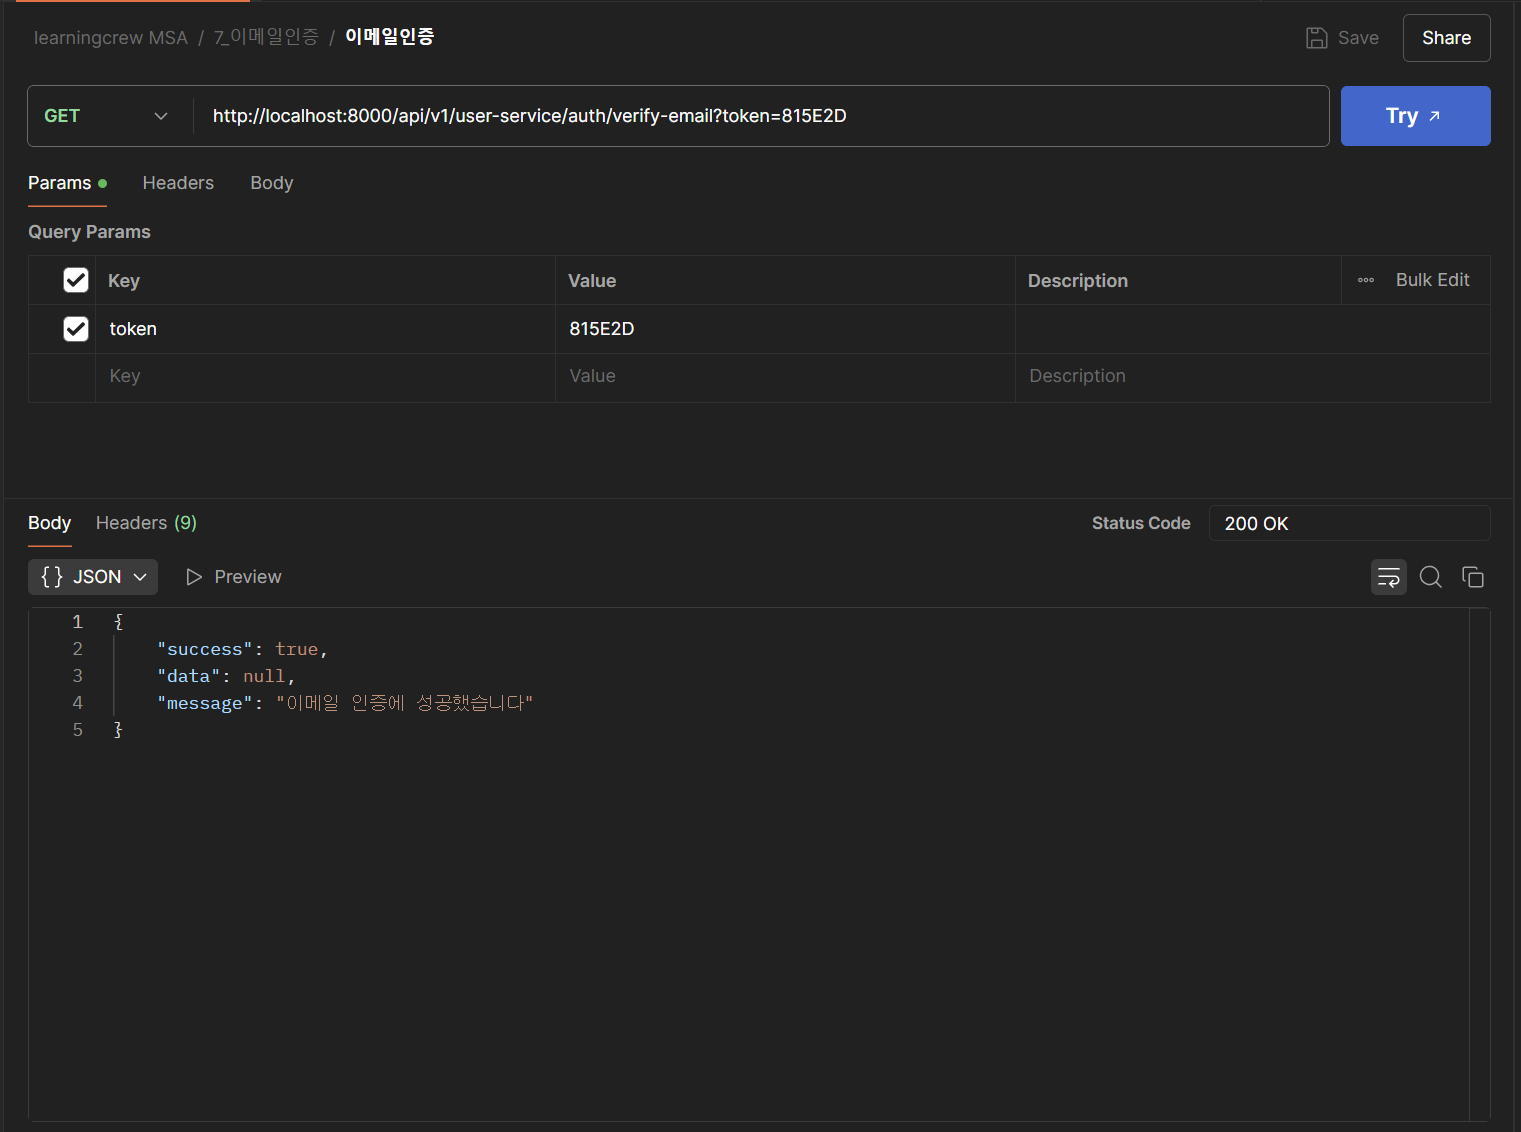 learningcrew MSA / 7_이메일인증 / 이메일인증
Save
Share
GET
http://localhost:8000/api/v1/user-service/auth/verify-email?token=815E2D
Try
Params
Headers
Body
Query Params
Key Value Description Bulk Edit
token 815E2D
Key Value Description
Body Headers (9) Status Code 200 OK
{} JSON Preview
1 {
2 "success": true,
3 "data": null,
4 "message": "이메일 인증에 성공했습니다"
5 }